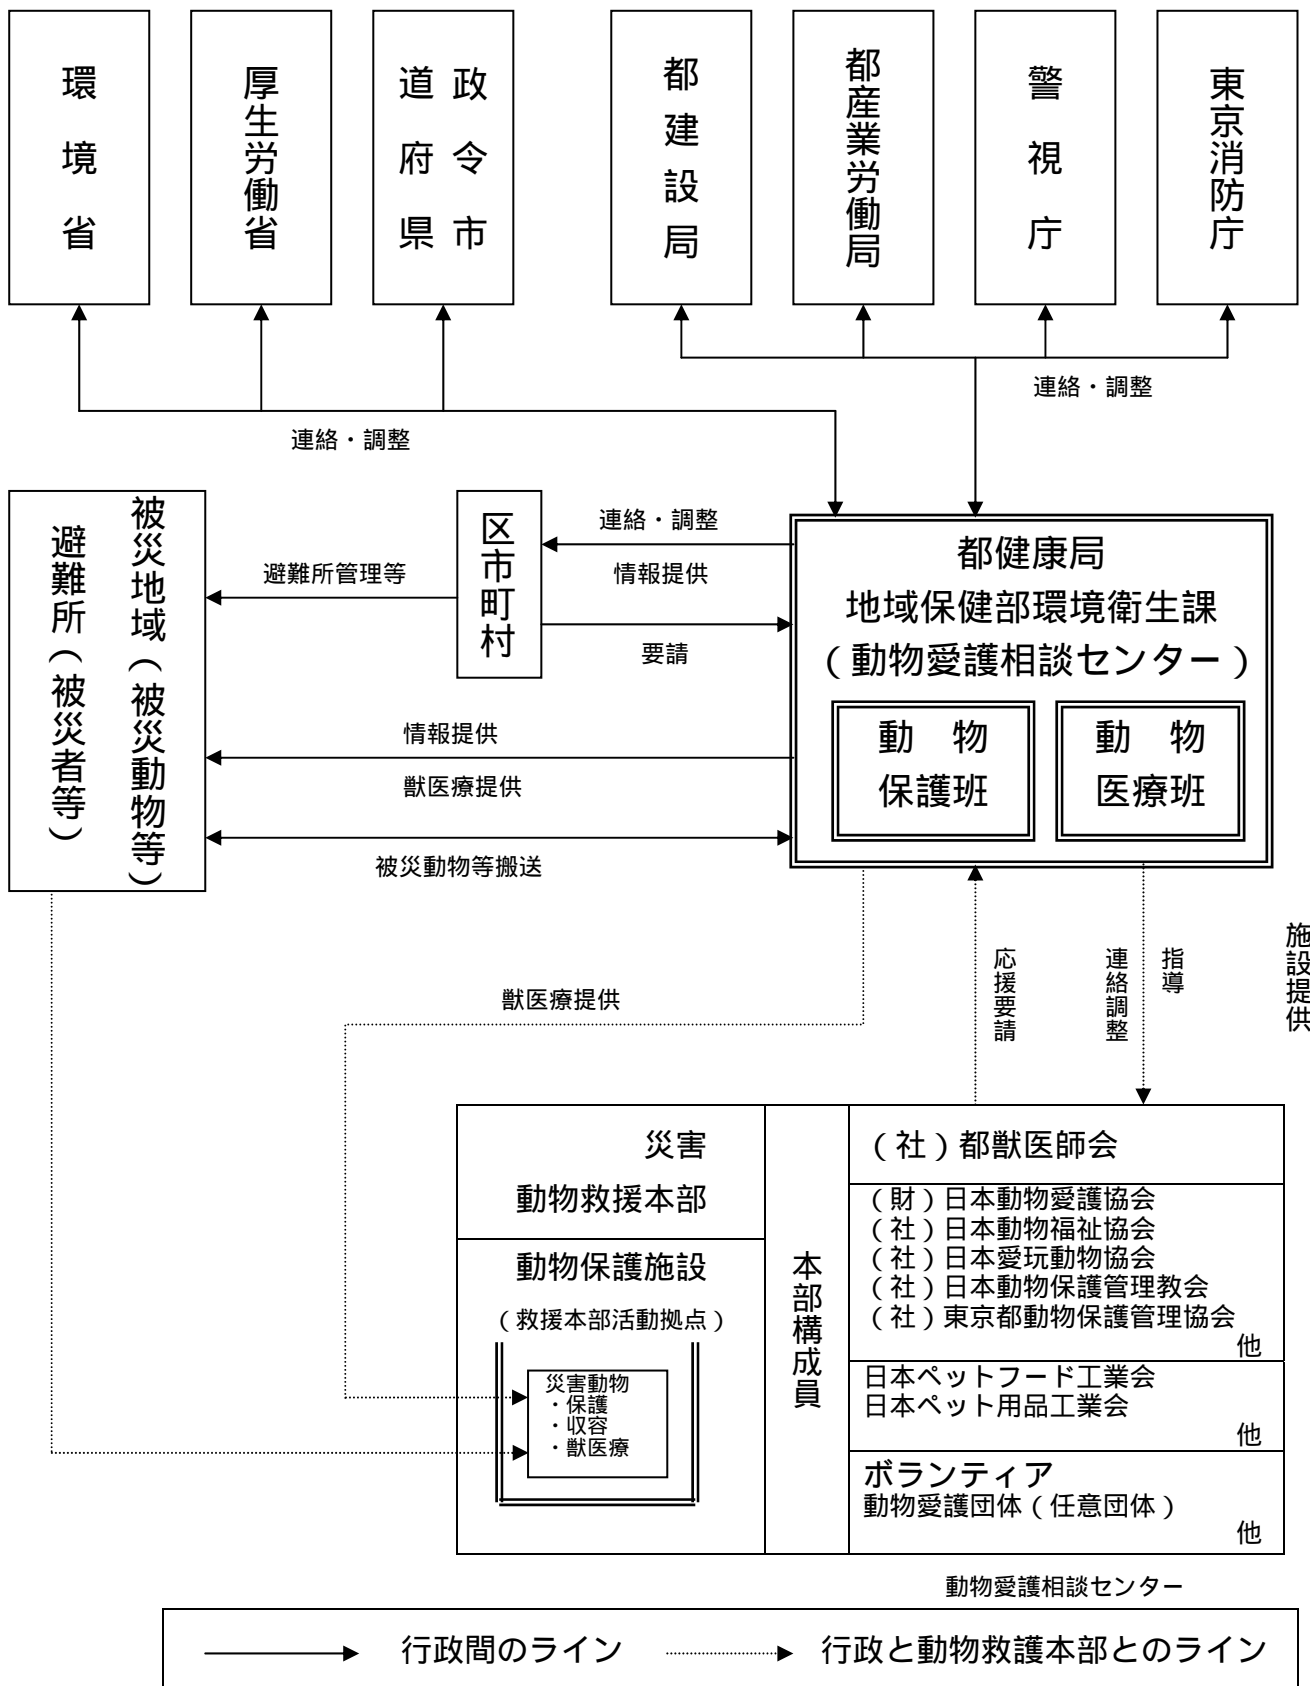 環境省
厚生労働省
政令市
道府県
都建設局
都産業労働局
警視庁
東京消防庁
連絡・調整
連絡・調整
被災地域(被災動物等)
避難所(被災者等)
区市町村
避難所管理等
連絡・調整
情報提供
要請
情報提供
獣医療提供
被災動物等搬送
都健康局
地域保健部環境衛生課
(動物愛護相談センター)
動 物
保護班
動 物
医療班
獣医療提供
応援要請
指導
連絡調整
施設提供
災害
動物救援本部
動物保護施設
(救援本部活動拠点)
災害動物
・保護
・収容
・獣医療
本部構成員
(社)都獣医師会
(財)日本動物愛護協会
(社)日本動物福祉協会
(社)日本愛玩動物協会
(社)日本動物保護管理教会
(社)東京都動物保護管理協会
他
日本ペットフード工業会
日本ペット用品工業会
他
ボランティア
動物愛護団体(任意団体)
他
動物愛護相談センター
行政間のライン
行政と動物救護本部とのライン